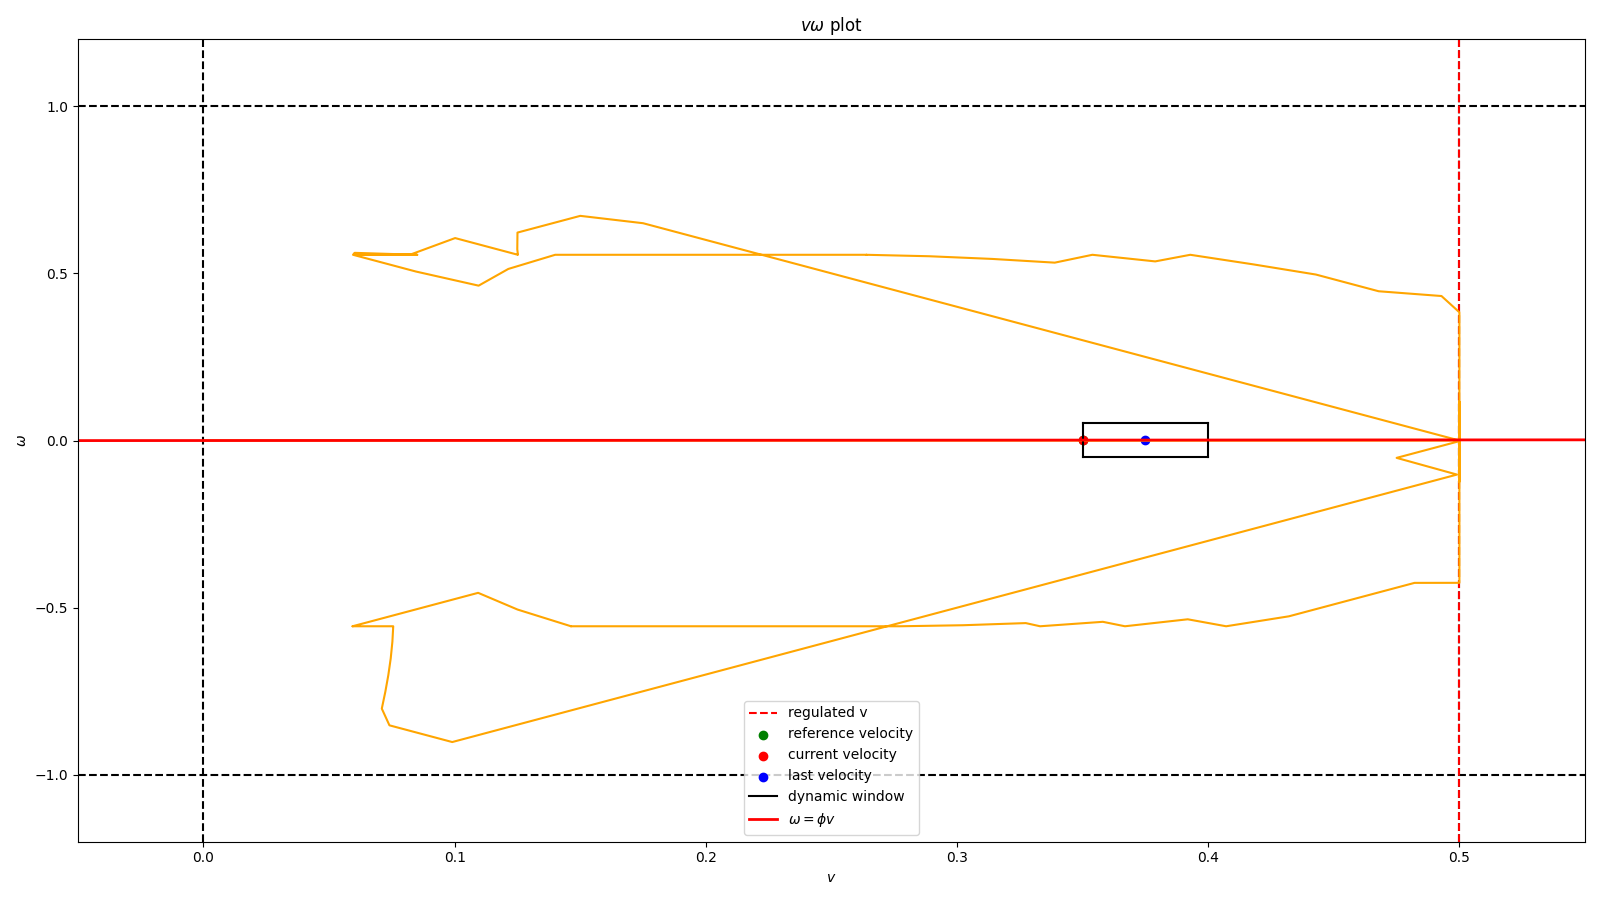 vω plot
1.0
0.5
0.0
−0.5
−1.0
ω
regulated v
reference velocity
current velocity
last velocity
dynamic window
ω = ϕv
0.0 0.1 0.2 0.3 0.4 0.5
v